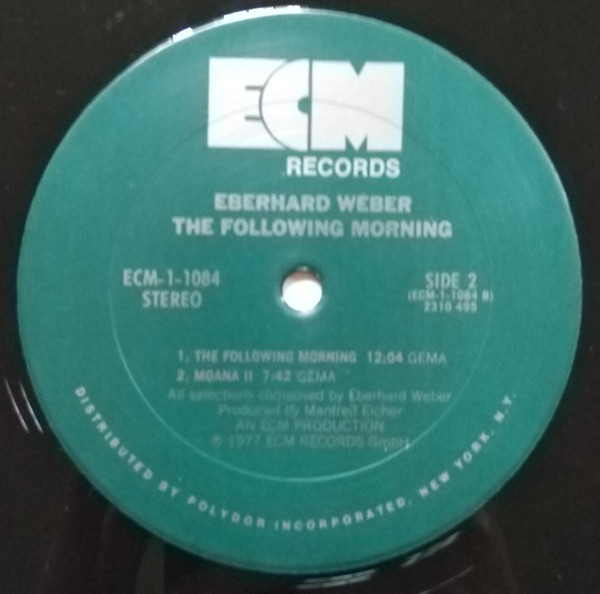 ECM
RECORDS
EBERHARD WEBER
THE FOLLOWING MORNING
ECM-1-1084
STEREO
SIDE 2
(ECM-1-1084 B)
2310 495
1. THE FOLLOWING MORNING 12:04 GEMA
2. MOANA II 7:42 GEMA
All selections composed by Eberhard Weber
Produced by Manfred Eicher
AN ECM PRODUCTION
℗ 1977 ECM RECORDS GmbH
DISTRIBUTED BY POLYDOR INCORPORATED, NEW YORK, N.Y.